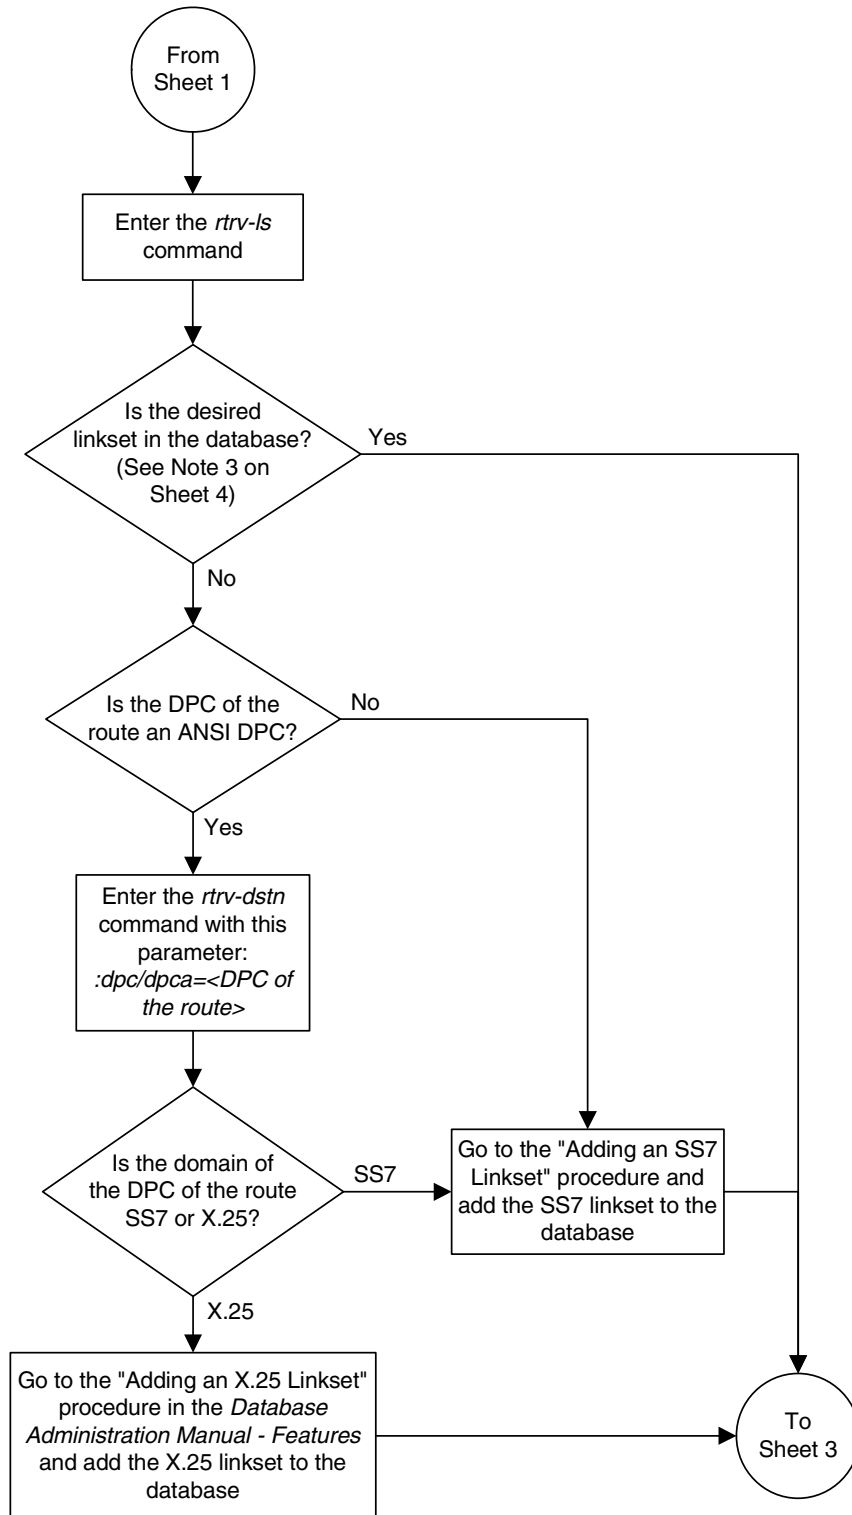 From
Sheet 1
Enter the rtrv-ls
command
Is the desired
linkset in the database?
(See Note 3 on
Sheet 4)
Yes
No
Is the DPC of the
route an ANSI DPC?
No
Yes
Enter the rtrv-dstn
command with this
parameter:
:dpc/dpca=<DPC of
the route>
Is the domain of
the DPC of the route
SS7 or X.25?
SS7
Go to the "Adding an SS7
Linkset" procedure and
add the SS7 linkset to the
database
X.25
Go to the "Adding an X.25 Linkset"
procedure in the Database
Administration Manual - Features
and add the X.25 linkset to the
database
To
Sheet 3